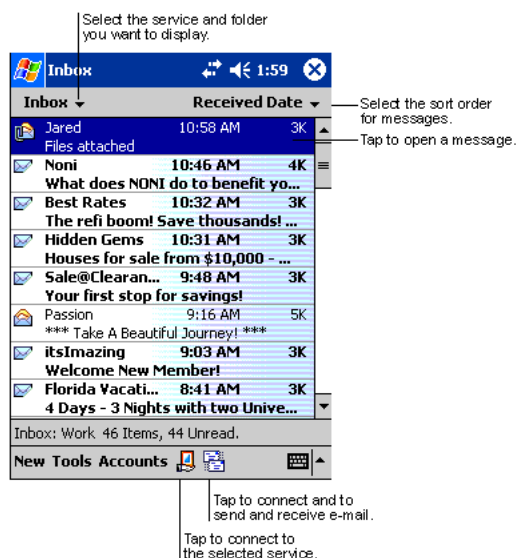 Select the service and folder
you want to display.
Inbox 1:59
Inbox Received Date
Select the sort order
for messages.
Jared 10:58 AM 3K
Tap to open a message.
Files attached
Noni 10:46 AM 4K
What does NONI do to benefit yo...
Best Rates 10:32 AM 3K
The refi boom! Save thousands! ...
Hidden Gems 10:31 AM 3K
Houses for sale from $10,000 - ...
Sale@Clearan... 9:48 AM 3K
Your first stop for savings!
Passion 9:16 AM 5K
*** Take A Beautiful Journey! ***
itsImazing 9:03 AM 3K
Welcome New Member!
Florida Vacati... 8:41 AM 3K
4 Days - 3 Nights with two Unive...
Inbox: Work 46 Items, 44 Unread.
New Tools Accounts
Tap to connect and to
send and receive e-mail.
Tap to connect to
the selected service.